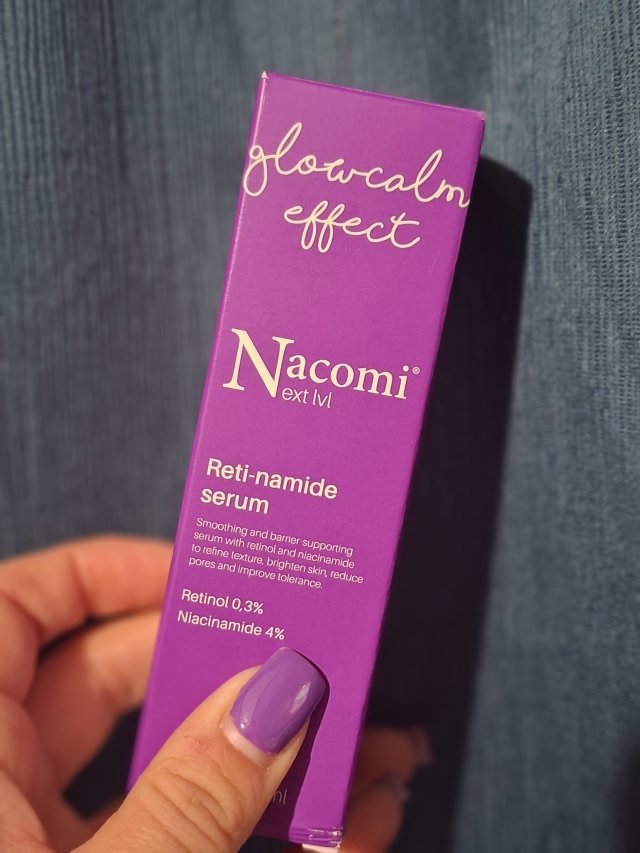 glowcalm
effect
Nacomi®
ext lvl
Reti-namide
serum
Smoothing and barrier-supporting
serum with retinol and niacinamide
to refine texture, brighten skin, reduce
pores and improve tolerance.
Retinol 0,3%
Niacinamide 4%
ml